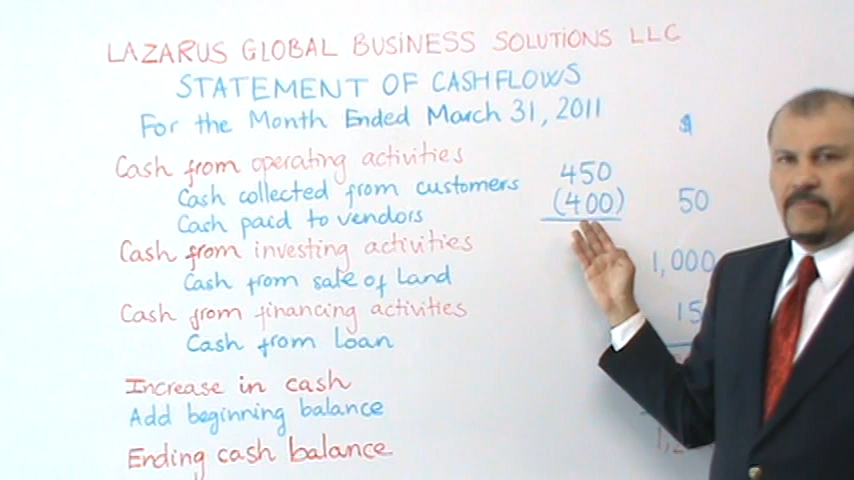 LAZARUS GLOBAL BUSINESS SOLUTIONS LLC
STATEMENT OF CASHFLOWS
For the Month Ended March 31, 2011
$
Cash from operating activities
Cash collected from customers 450
Cash paid to vendors (400) 50
Cash from investing activities
Cash from sale of Land 1,000
Cash from financing activities
Cash from Loan
Increase in cash
Add beginning balance
Ending cash balance